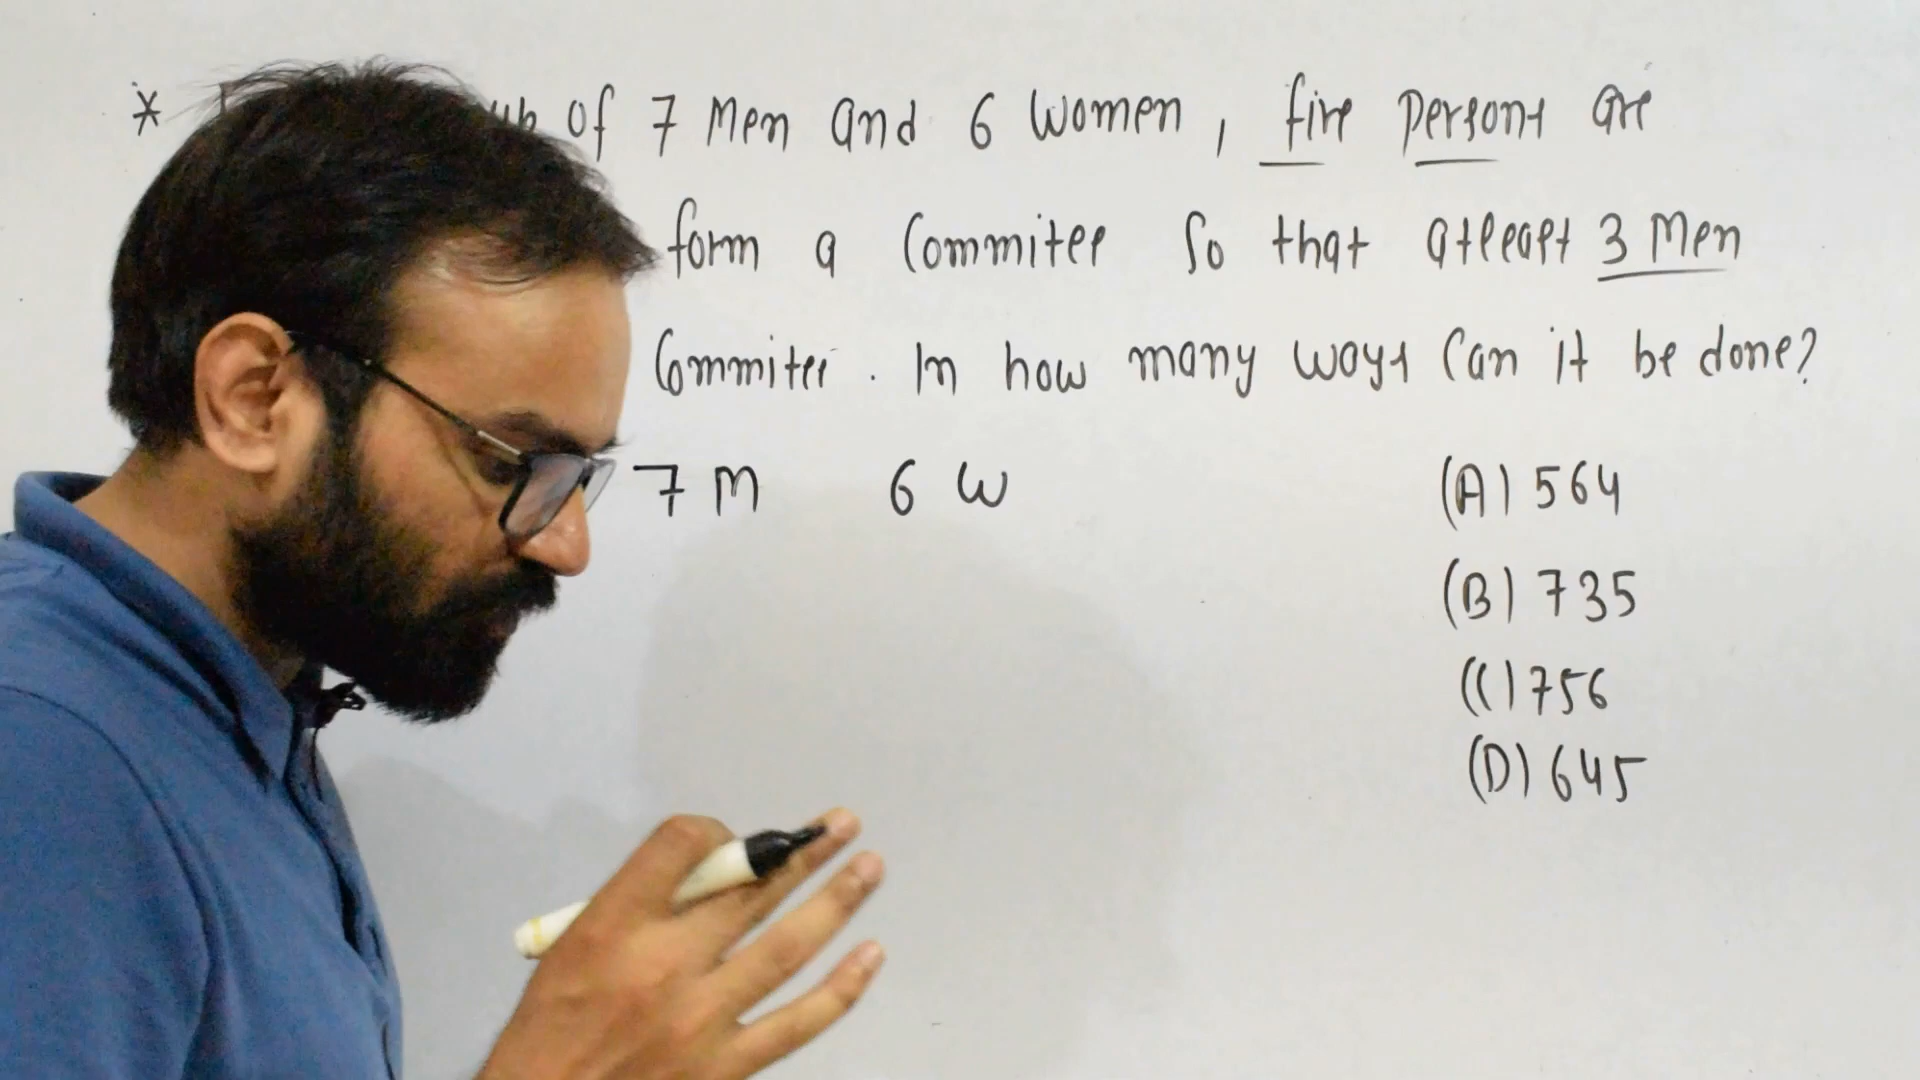 * of 7 Men and 6 Women, five persons are
form a Commitee so that atleast 3 Men
Commitee. In how many ways can it be done?
7 M 6 W
(A) 564
(B) 735
(C) 756
(D) 645